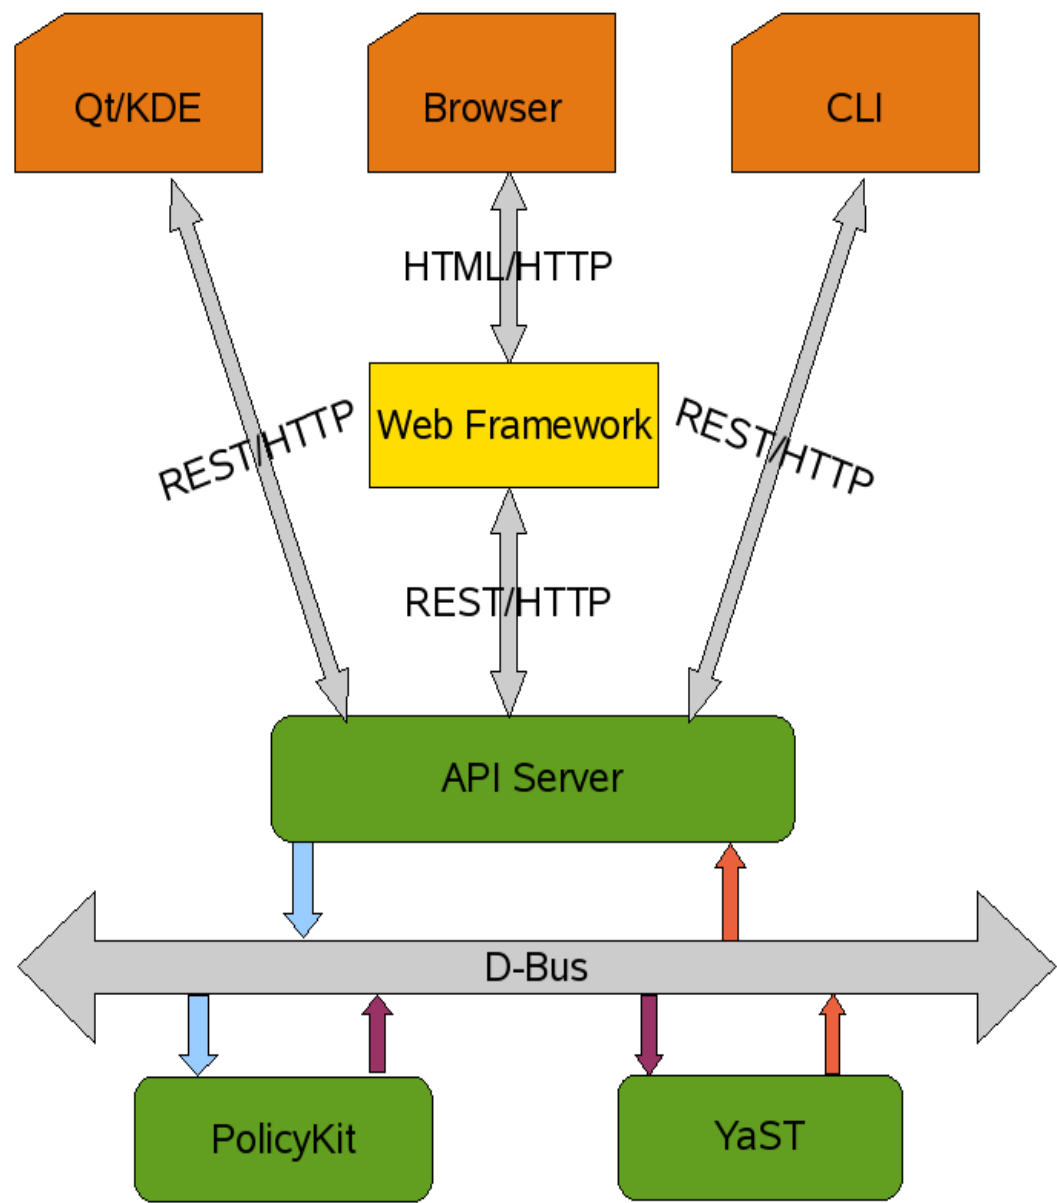 Qt/KDE
Browser
CLI
HTML/HTTP
REST/HTTP
Web Framework
REST/HTTP
REST/HTTP
API Server
D-Bus
PolicyKit
YaST